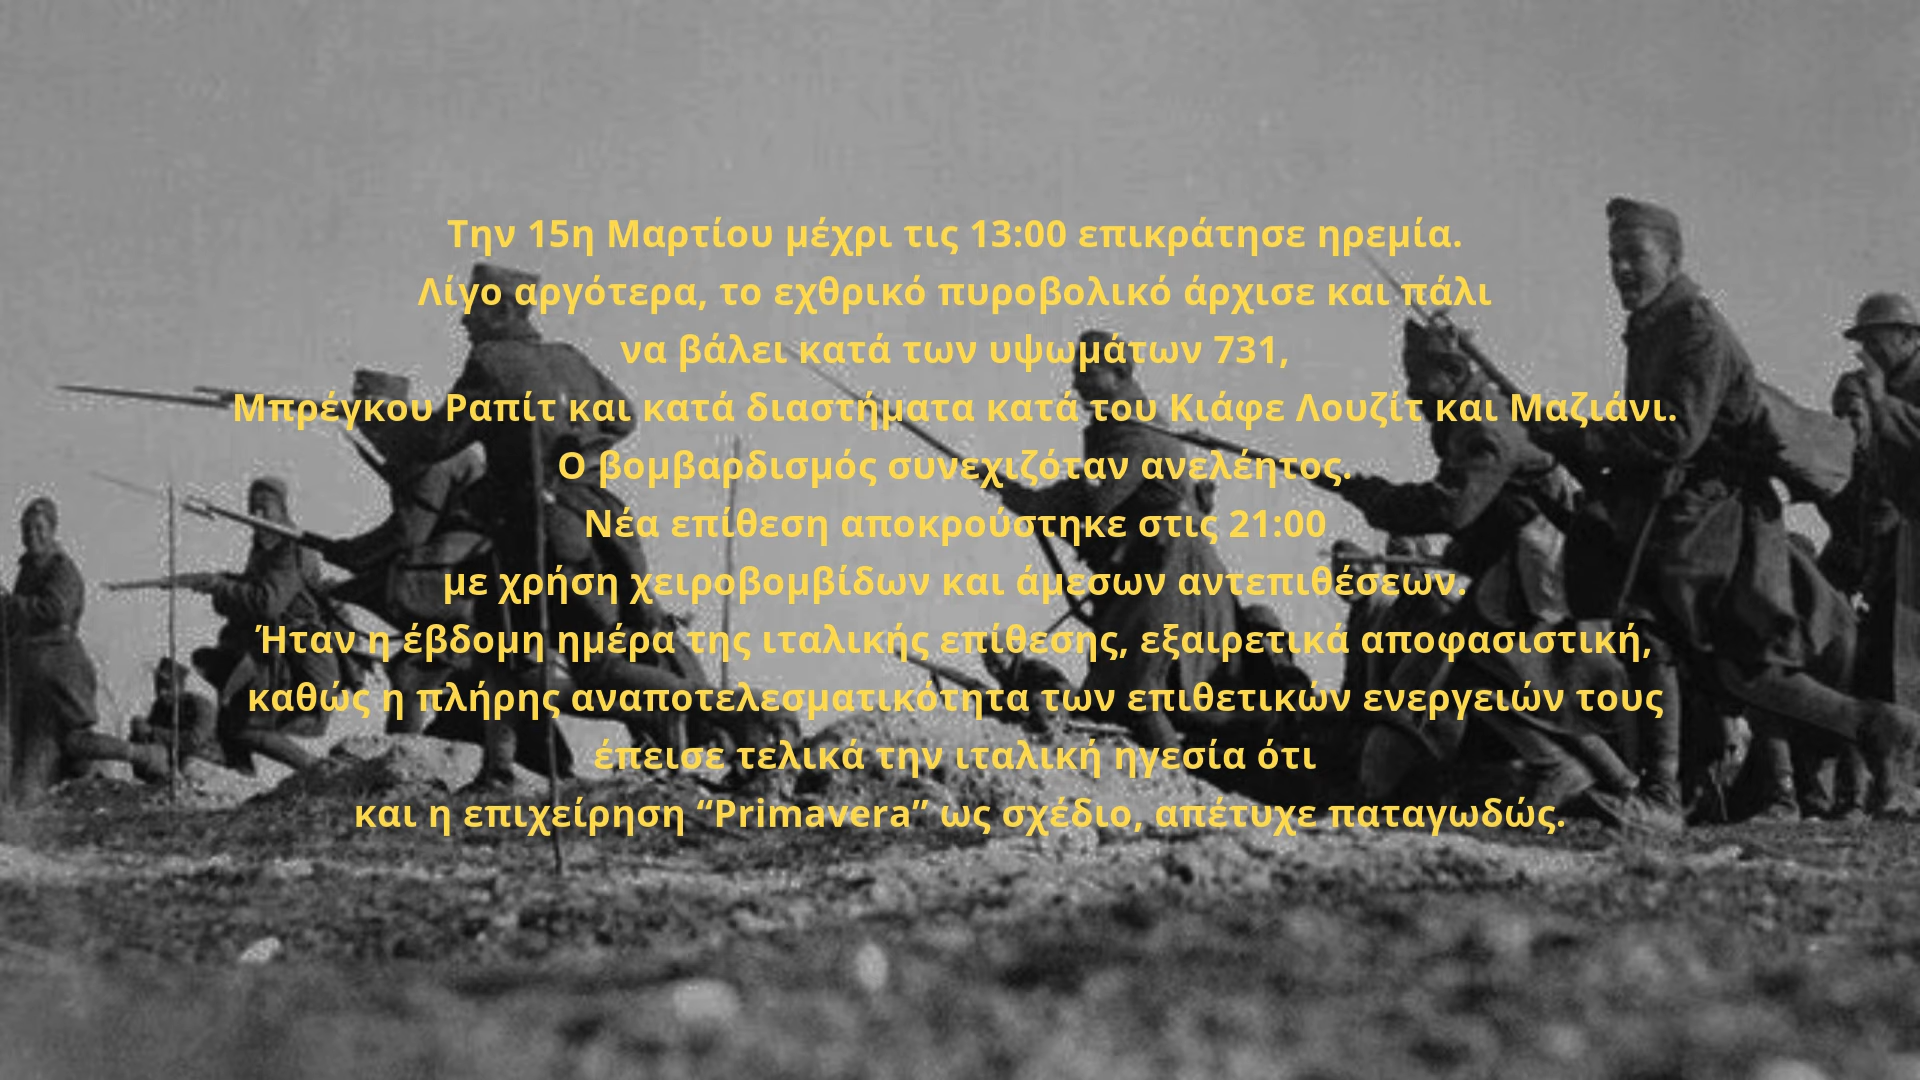 Την 15η Μαρτίου μέχρι τις 13:00 επικράτησε ηρεμία.
Λίγο αργότερα, το εχθρικό πυροβολικό άρχισε και πάλι
να βάλει κατά των υψωμάτων 731,
Μπρέγκου Ραπίτ και κατά διαστήματα κατά του Κιάφε Λουζίτ και Μαζιάνι.
Ο βομβαρδισμός συνεχιζόταν ανελέητος.
Νέα επίθεση αποκρούστηκε στις 21:00
με χρήση χειροβομβίδων και άμεσων αντεπιθέσεων.
Ήταν η έβδομη ημέρα της ιταλικής επίθεσης, εξαιρετικά αποφασιστική,
καθώς η πλήρης αναποτελεσματικότητα των επιθετικών ενεργειών τους
έπεισε τελικά την ιταλική ηγεσία ότι
και η επιχείρηση “Primavera” ως σχέδιο, απέτυχε παταγωδώς.